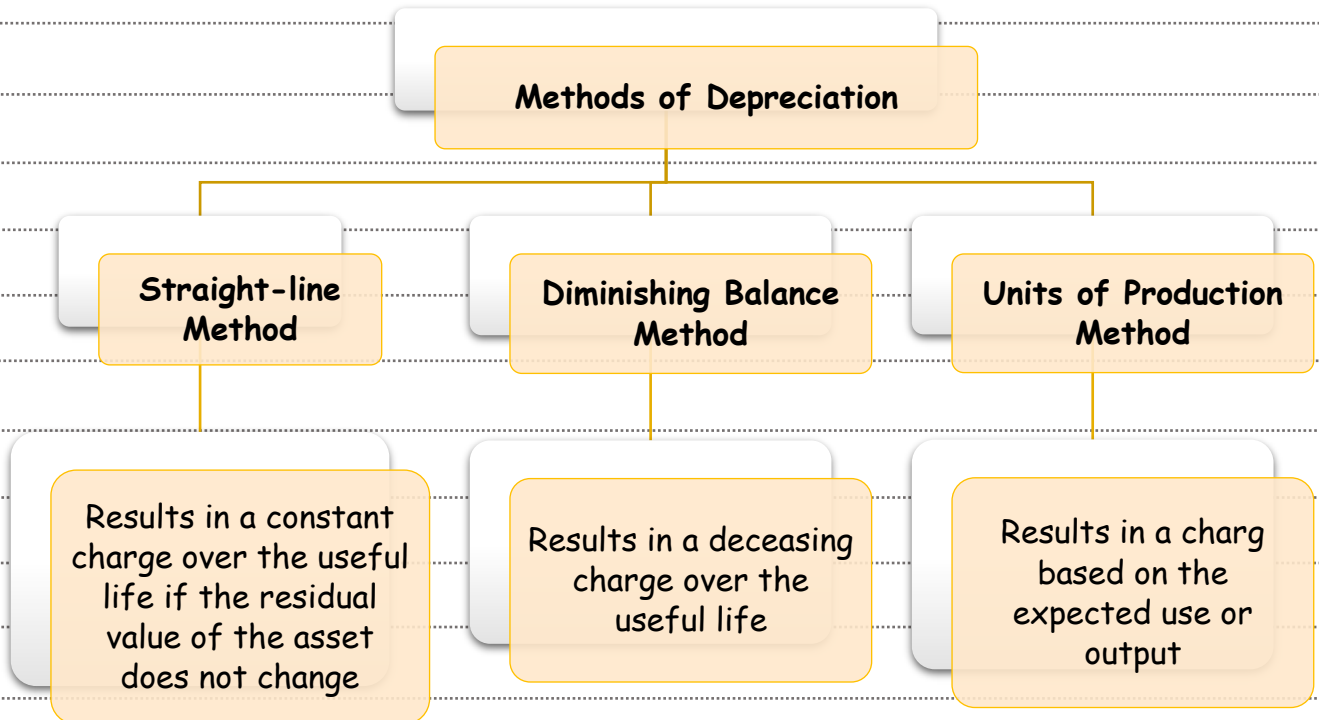 Methods of Depreciation
Straight-line
Method
Diminishing Balance
Method
Units of Production
Method
Results in a constant
charge over the useful
life if the residual
value of the asset
does not change
Results in a deceasing
charge over the
useful life
Results in a charg
based on the
expected use or
output